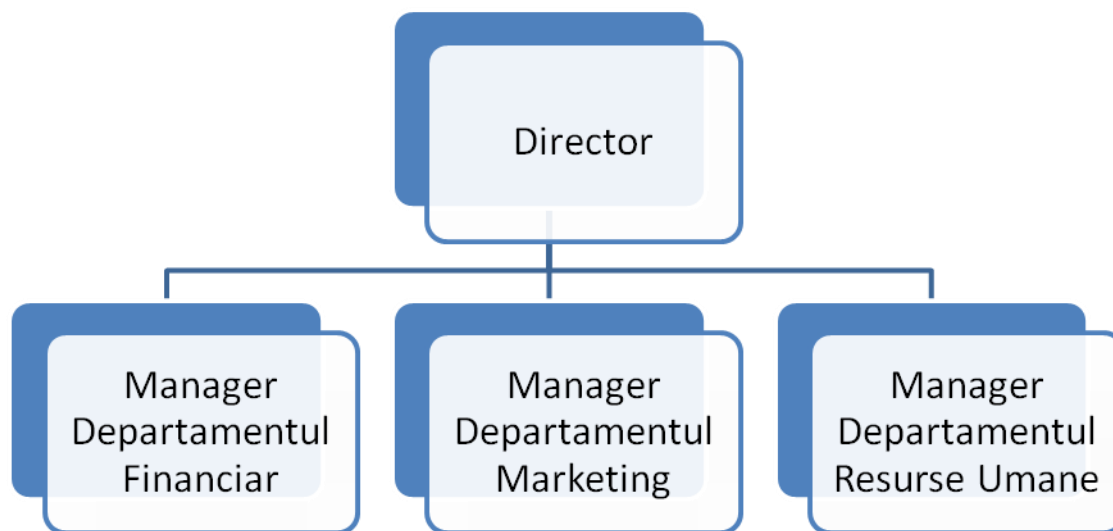 Director
Manager
Departamentul
Financiar
Manager
Departamentul
Marketing
Manager
Departamentul
Resurse Umane